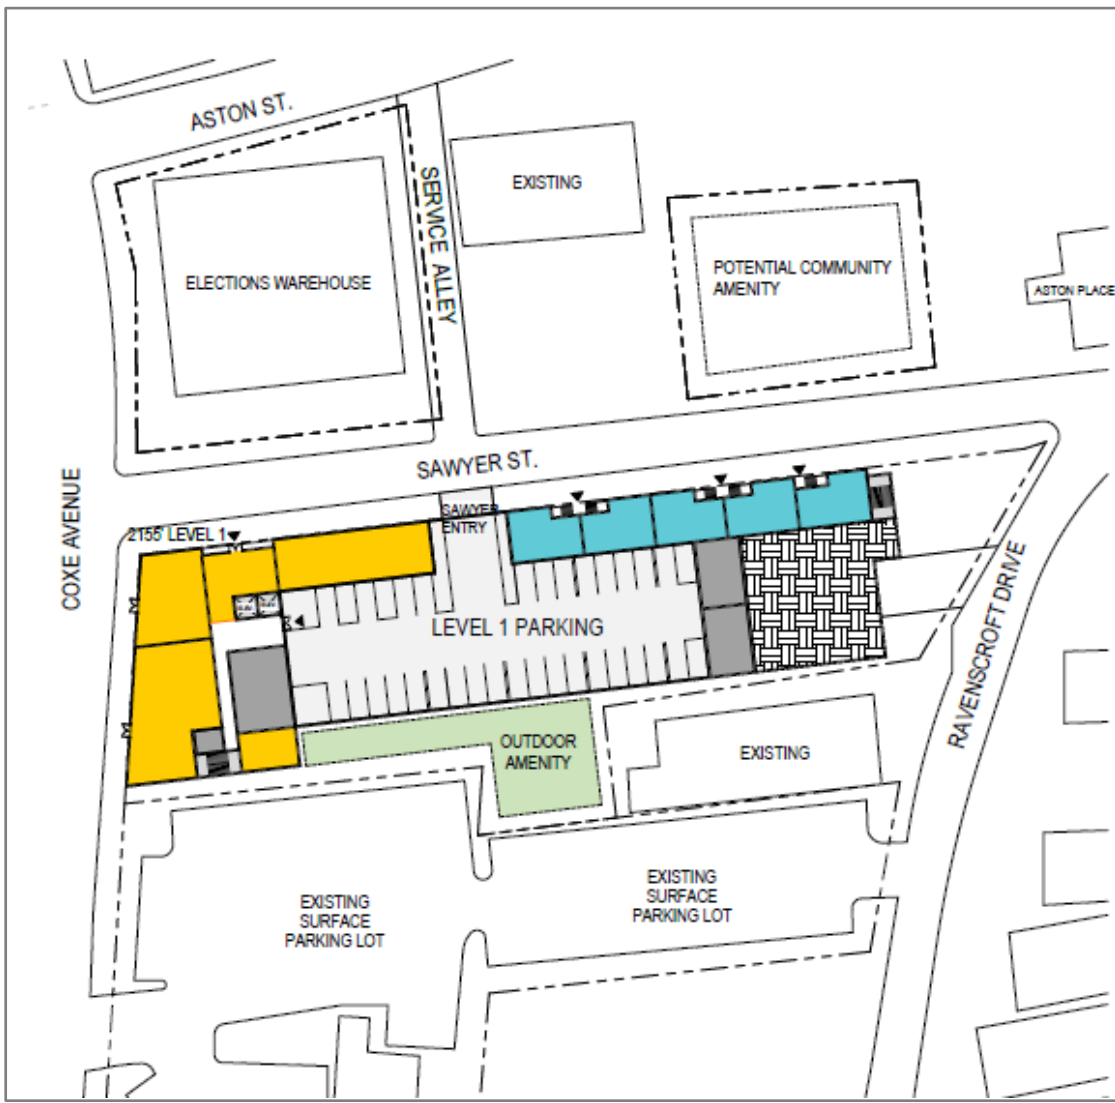 ASTON ST.
SERVICE ALLEY
EXISTING
ELECTIONS WAREHOUSE
POTENTIAL COMMUNITY
AMENITY
ASTON PLACE
SAWYER ST.
COXE AVENUE
SAWYER
ENTRY
2155' LEVEL 1
LEVEL 1 PARKING
RAVENSCROFT DRIVE
OUTDOOR
AMENITY
EXISTING
EXISTING
SURFACE
PARKING LOT
EXISTING
SURFACE
PARKING LOT